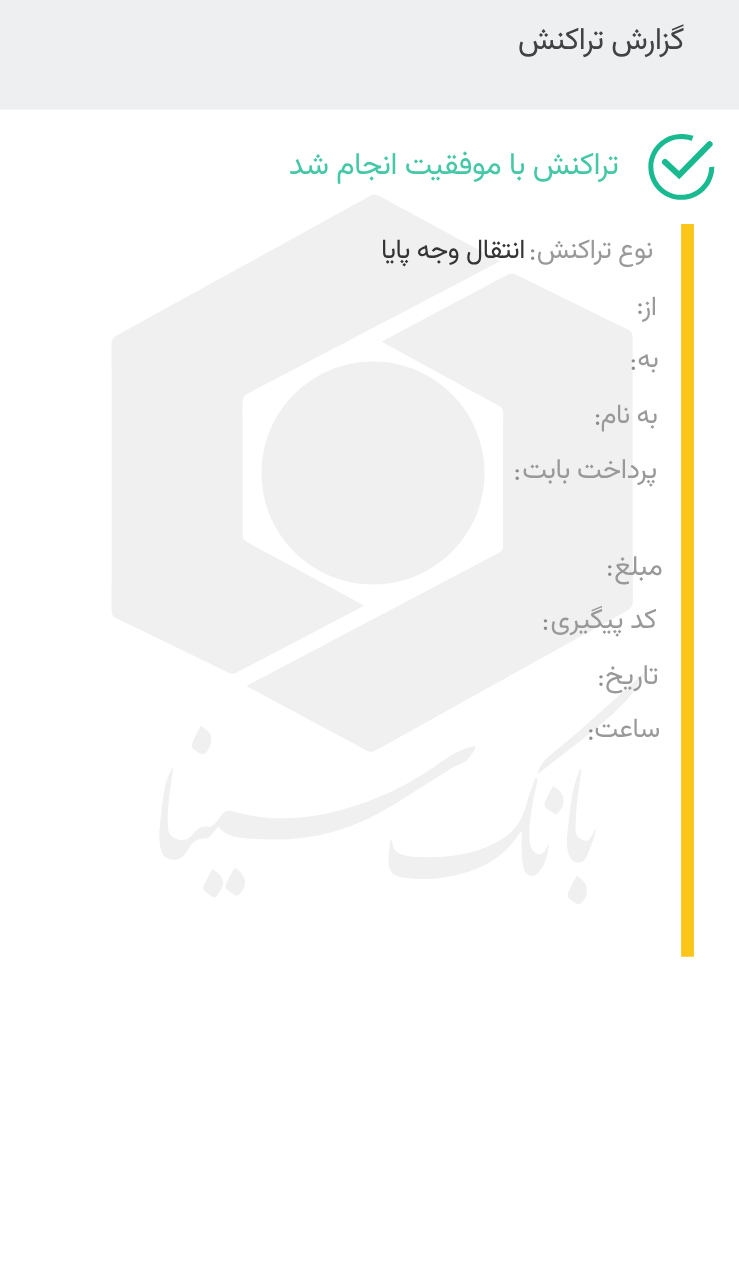 گزارش تراکنش
تراکنش با موفقیت انجام شد
نوع تراکنش: انتقال وجه پایا
از:
به:
به نام:
پرداخت بابت:
مبلغ:
کد پیگیری:
تاریخ:
ساعت:
بانک سینا